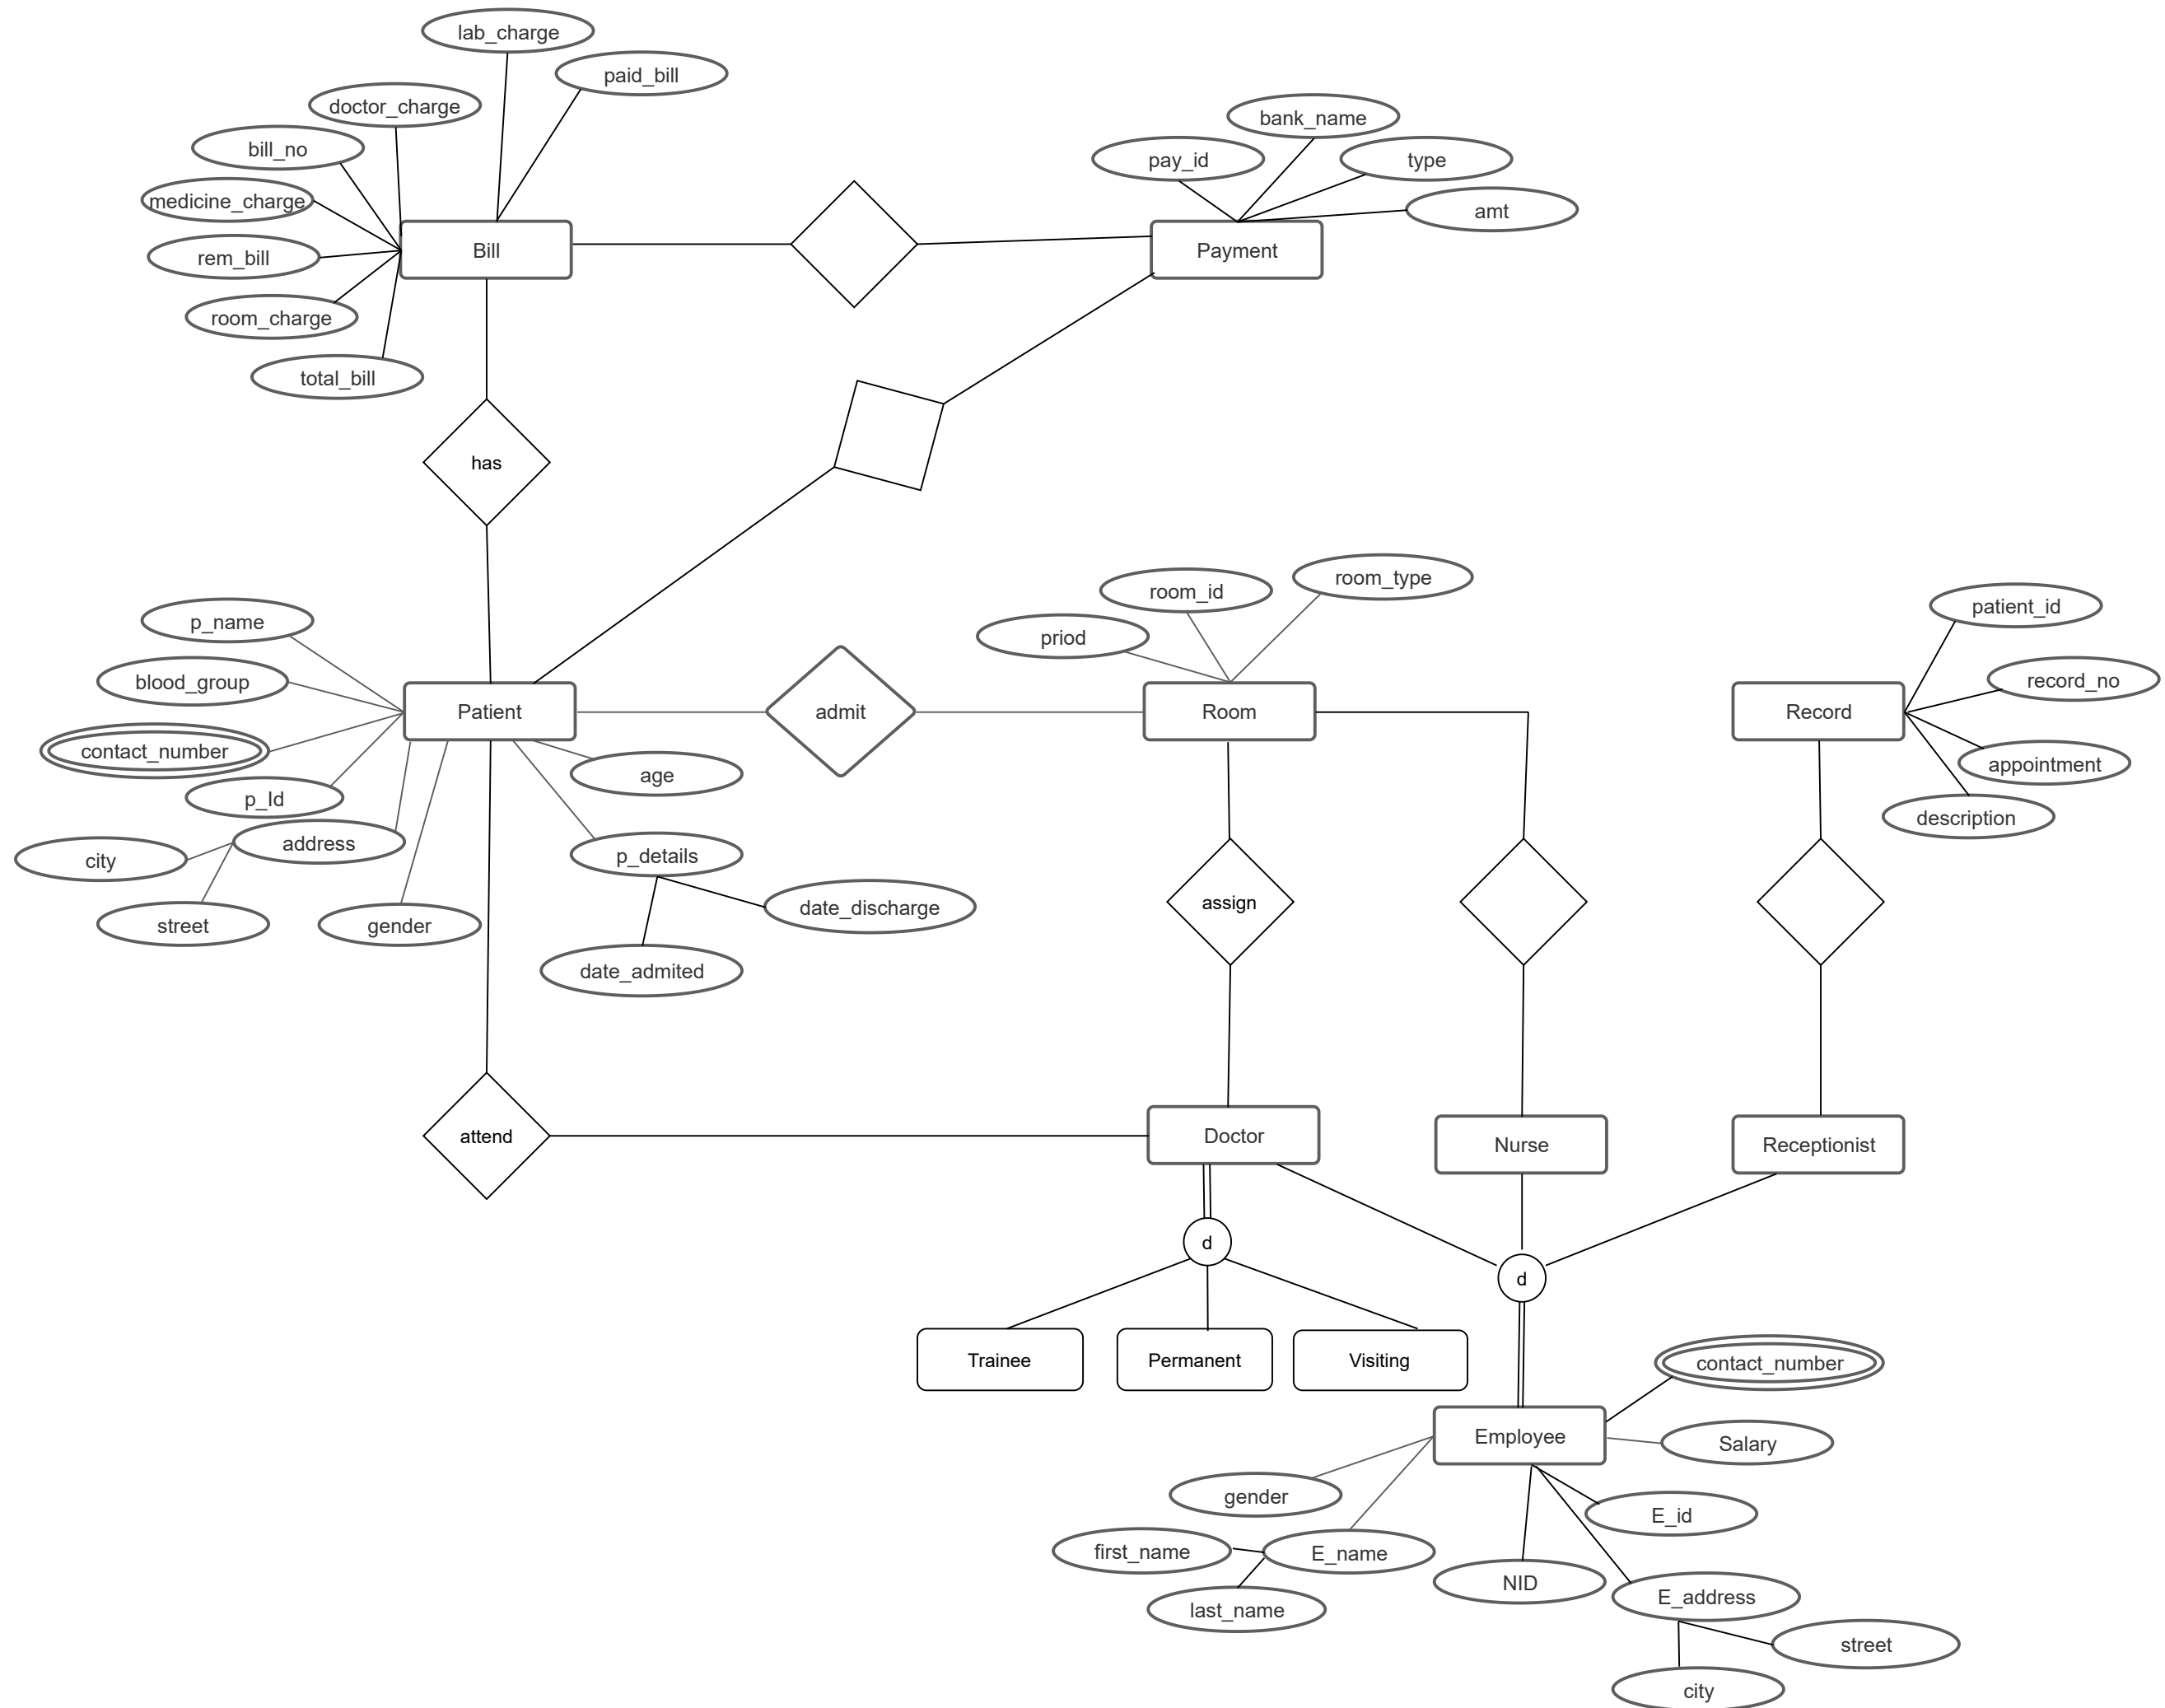 lab_charge
paid_bill
doctor_charge
bank_name
bill_no
pay_id
type
medicine_charge
amt
Bill
Payment
rem_bill
room_charge
total_bill
has
room_type
room_id
patient_id
p_name
priod
blood_group
record_no
Patient
admit
Room
Record
contact_number
appointment
age
p_Id
description
address
city
p_details
assign
date_discharge
street
gender
date_admited
attend
Doctor
Nurse
Receptionist
d
d
Trainee
Permanent
Visiting
contact_number
Employee
Salary
gender
E_id
first_name
E_name
NID
E_address
last_name
street
city